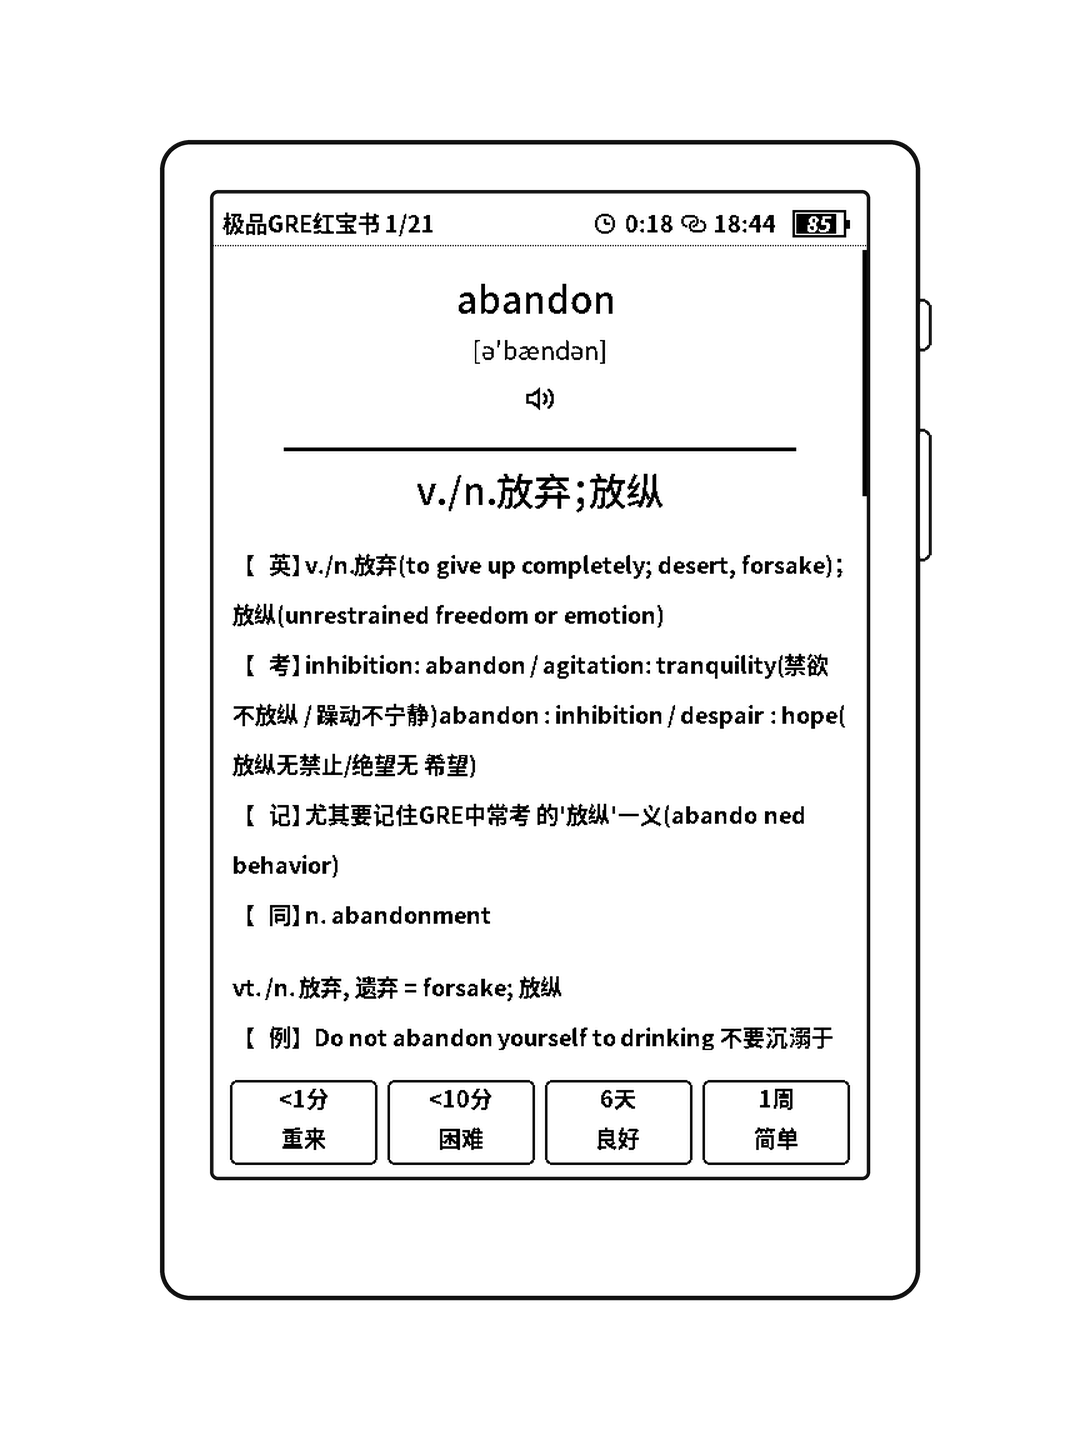 极品GRE红宝书 1/21 0:18 18:44 85
abandon
[ə'bændən]
v./n.放弃;放纵
【 英】v./n.放弃(to give up completely; desert, forsake);
放纵(unrestrained freedom or emotion)
【 考】inhibition: abandon / agitation: tranquility(禁欲
不放纵 / 躁动不宁静)abandon : inhibition / despair : hope(
放纵无禁止/绝望无 希望)
【 记】尤其要记住GRE中常考 的'放纵'一义(abando ned
behavior)
【 同】n. abandonment
vt. /n. 放弃, 遗弃 = forsake; 放纵
【 例】 Do not abandon yourself to drinking 不要沉溺于
<1分 <10分 6天 1周
重来 困难 良好 简单